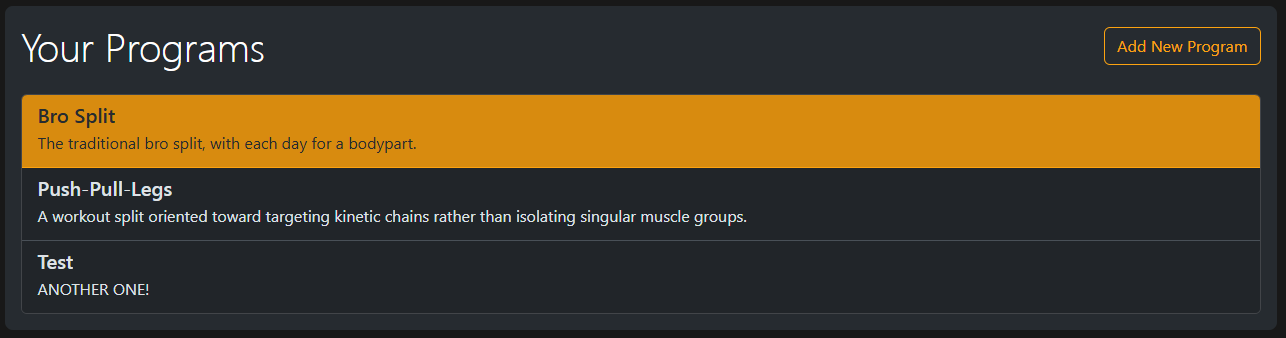 Your Programs
Add New Program
Bro Split
The traditional bro split, with each day for a bodypart.
Push-Pull-Legs
A workout split oriented toward targeting kinetic chains rather than isolating singular muscle groups.
Test
ANOTHER ONE!